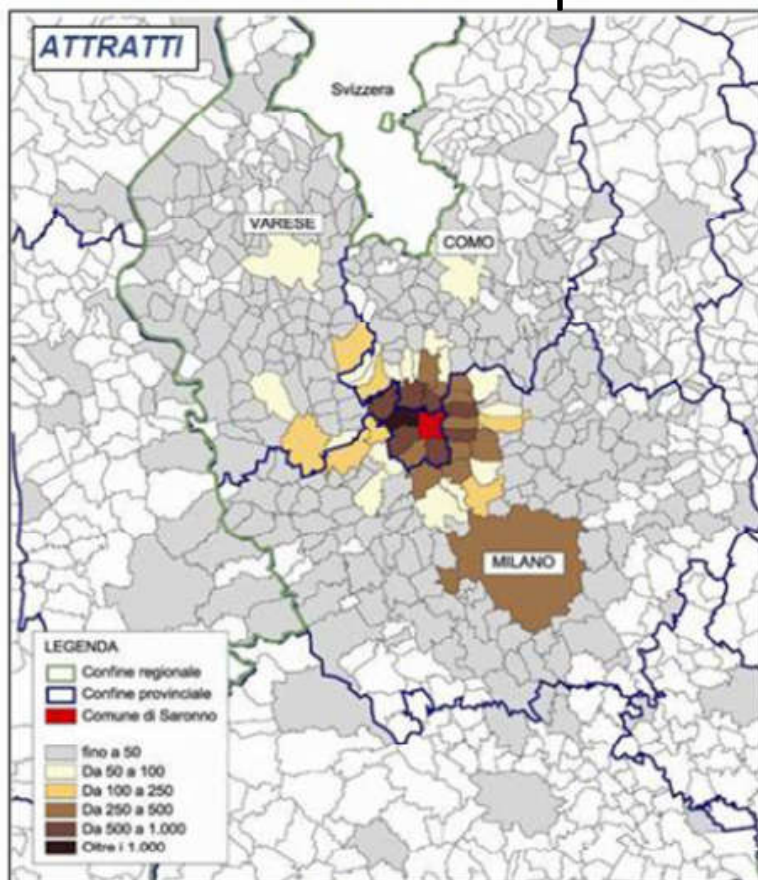 ATTRATTI
Svizzera
VARESE
COMO
MILANO
LEGENDA
Confine regionale
Confine provinciale
Comune di Saronno
fino a 50
Da 50 a 100
Da 100 a 250
Da 250 a 500
Da 500 a 1.000
Oltre i 1.000